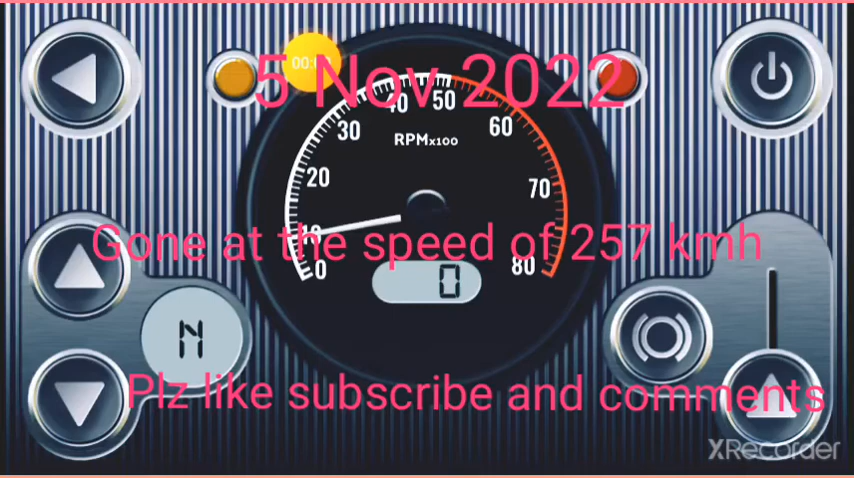 00:0
5 Nov 2022
40
50
30
60
RPMx100
20
70
10
Gone at the speed of 257 kmh
0
80
0
N
Plz like subscribe and comments
XRecorder